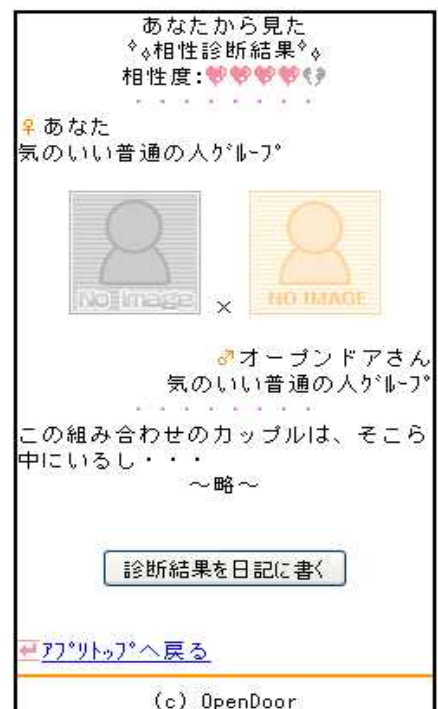 あなたから見た
相性診断結果
相性度:
♀あなた
気のいい普通の人ｸﾞﾙｰﾌﾟ
No Image
×
NO IMAGE
♂オープンドアさん
気のいい普通の人ｸﾞﾙｰﾌﾟ
この組み合わせのカップルは、そこら
中にいるし・・・
～略～
診断結果を日記に書く
ｱﾌﾟﾘﾄｯﾌﾟへ戻る
(c) OpenDoor